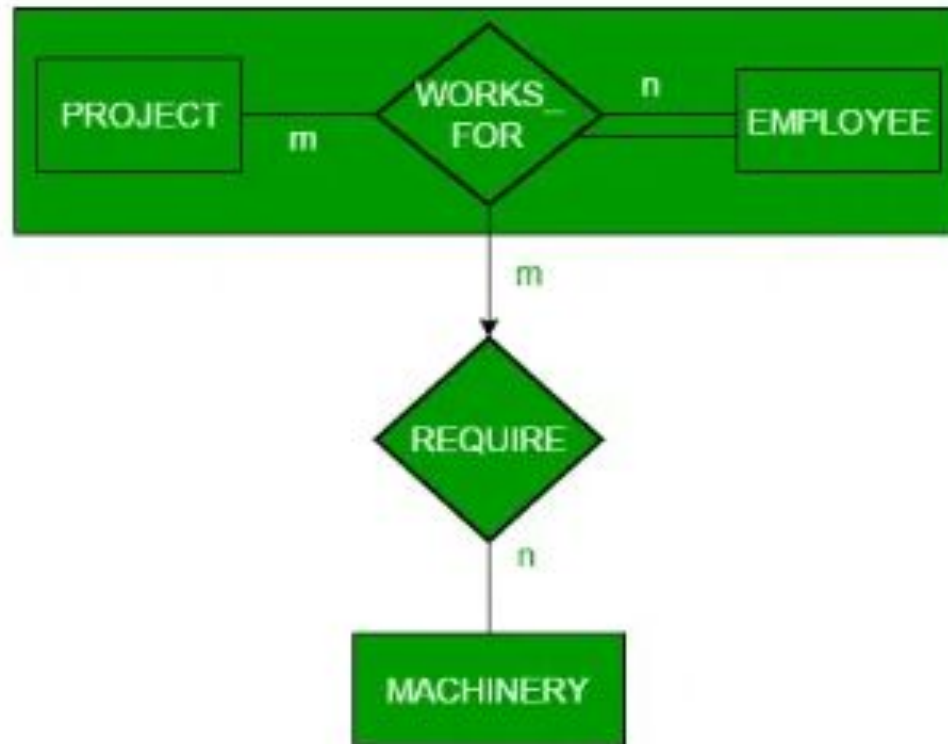 PROJECT
m
WORKS_
FOR
n
EMPLOYEE
m
REQUIRE
n
MACHINERY